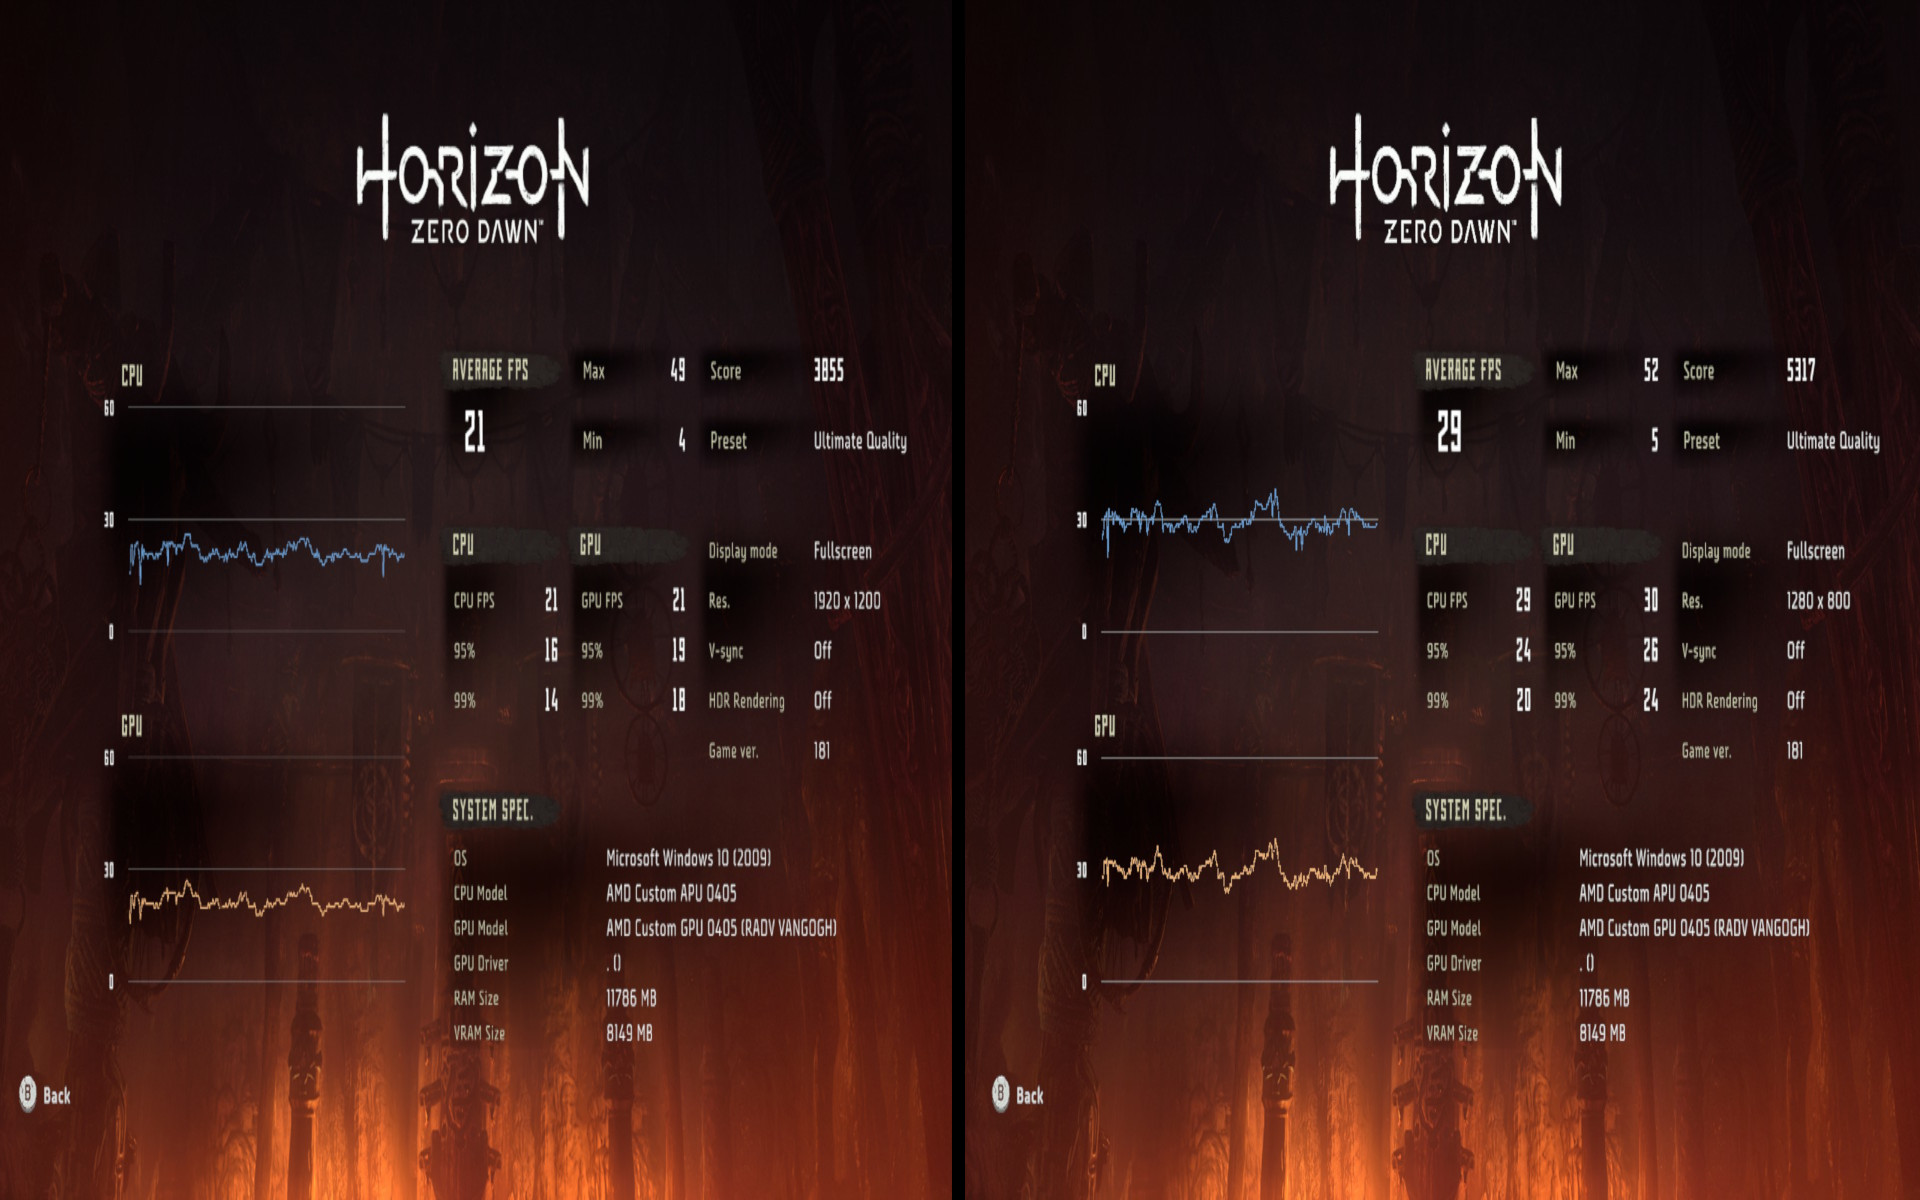 HORIZON
ZERO DAWN™
CPU
60
30
0
GPU
60
30
0
AVERAGE FPS
21
Max 49
Min 4
Score 3855
Preset Ultimate Quality
CPU
CPU FPS 21
95% 16
99% 14
GPU
GPU FPS 21
95% 19
99% 18
Display mode Fullscreen
Res. 1920 x 1200
V-sync Off
HDR Rendering Off
Game ver. 181
SYSTEM SPEC.
OS Microsoft Windows 10 (2009)
CPU Model AMD Custom APU 0405
GPU Model AMD Custom GPU 0405 (RADV VANGOGH)
GPU Driver . ()
RAM Size 11786 MB
VRAM Size 8149 MB
B Back
HORIZON
ZERO DAWN™
CPU
60
30
0
GPU
60
30
0
AVERAGE FPS
29
Max 52
Min 5
Score 5317
Preset Ultimate Quality
CPU
CPU FPS 29
95% 24
99% 20
GPU
GPU FPS 30
95% 26
99% 24
Display mode Fullscreen
Res. 1280 x 800
V-sync Off
HDR Rendering Off
Game ver. 181
SYSTEM SPEC.
OS Microsoft Windows 10 (2009)
CPU Model AMD Custom APU 0405
GPU Model AMD Custom GPU 0405 (RADV VANGOGH)
GPU Driver . ()
RAM Size 11786 MB
VRAM Size 8149 MB
B Back